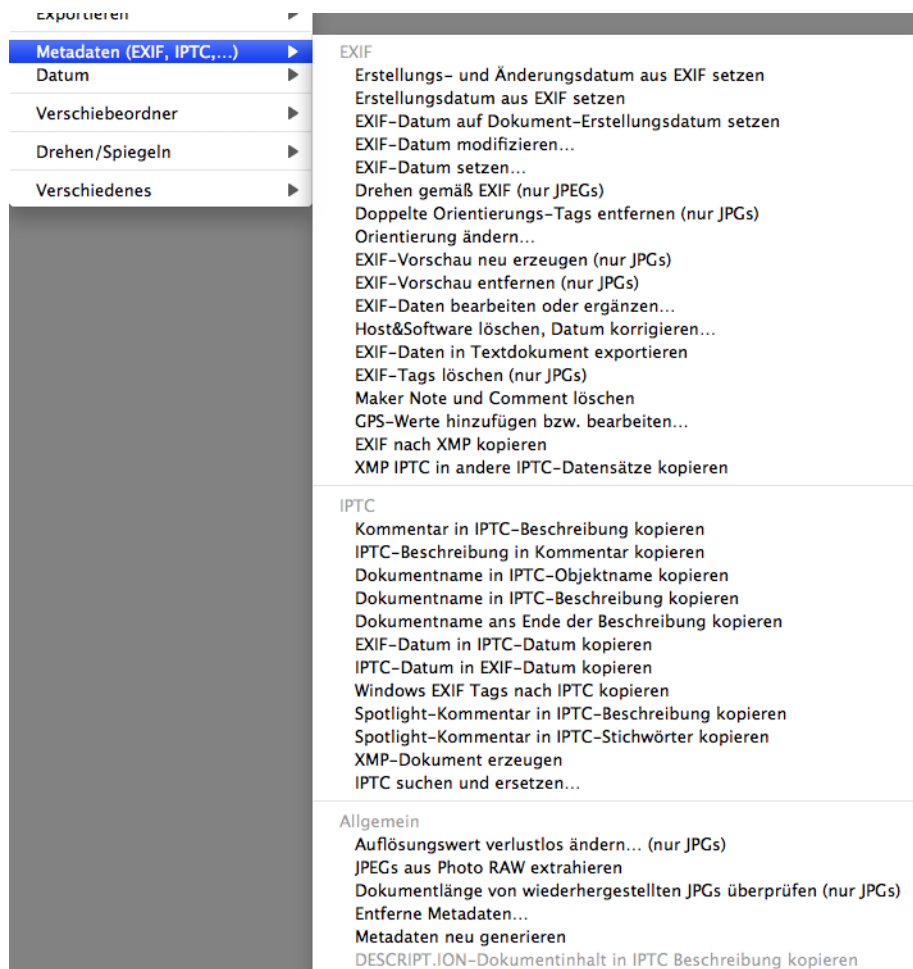 Exportieren
Metadaten (EXIF, IPTC,...)
Datum
Verschiebeordner
Drehen/Spiegeln
Verschiedenes
EXIF
Erstellungs- und Änderungsdatum aus EXIF setzen
Erstellungsdatum aus EXIF setzen
EXIF-Datum auf Dokument-Erstellungsdatum setzen
EXIF-Datum modifizieren...
EXIF-Datum setzen...
Drehen gemäß EXIF (nur JPEGs)
Doppelte Orientierungs-Tags entfernen (nur JPGs)
Orientierung ändern...
EXIF-Vorschau neu erzeugen (nur JPGs)
EXIF-Vorschau entfernen (nur JPGs)
EXIF-Daten bearbeiten oder ergänzen...
Host&Software löschen, Datum korrigieren...
EXIF-Daten in Textdokument exportieren
EXIF-Tags löschen (nur JPGs)
Maker Note und Comment löschen
GPS-Werte hinzufügen bzw. bearbeiten...
EXIF nach XMP kopieren
XMP IPTC in andere IPTC-Datensätze kopieren
IPTC
Kommentar in IPTC-Beschreibung kopieren
IPTC-Beschreibung in Kommentar kopieren
Dokumentname in IPTC-Objektname kopieren
Dokumentname in IPTC-Beschreibung kopieren
Dokumentname ans Ende der Beschreibung kopieren
EXIF-Datum in IPTC-Datum kopieren
IPTC-Datum in EXIF-Datum kopieren
Windows EXIF Tags nach IPTC kopieren
Spotlight-Kommentar in IPTC-Beschreibung kopieren
Spotlight-Kommentar in IPTC-Stichwörter kopieren
XMP-Dokument erzeugen
IPTC suchen und ersetzen...
Allgemein
Auflösungswert verlustlos ändern... (nur JPGs)
JPEGs aus Photo RAW extrahieren
Dokumentlänge von wiederhergestellten JPGs überprüfen (nur JPGs)
Entferne Metadaten...
Metadaten neu generieren
DESCRIPT.ION-Dokumentinhalt in IPTC Beschreibung kopieren